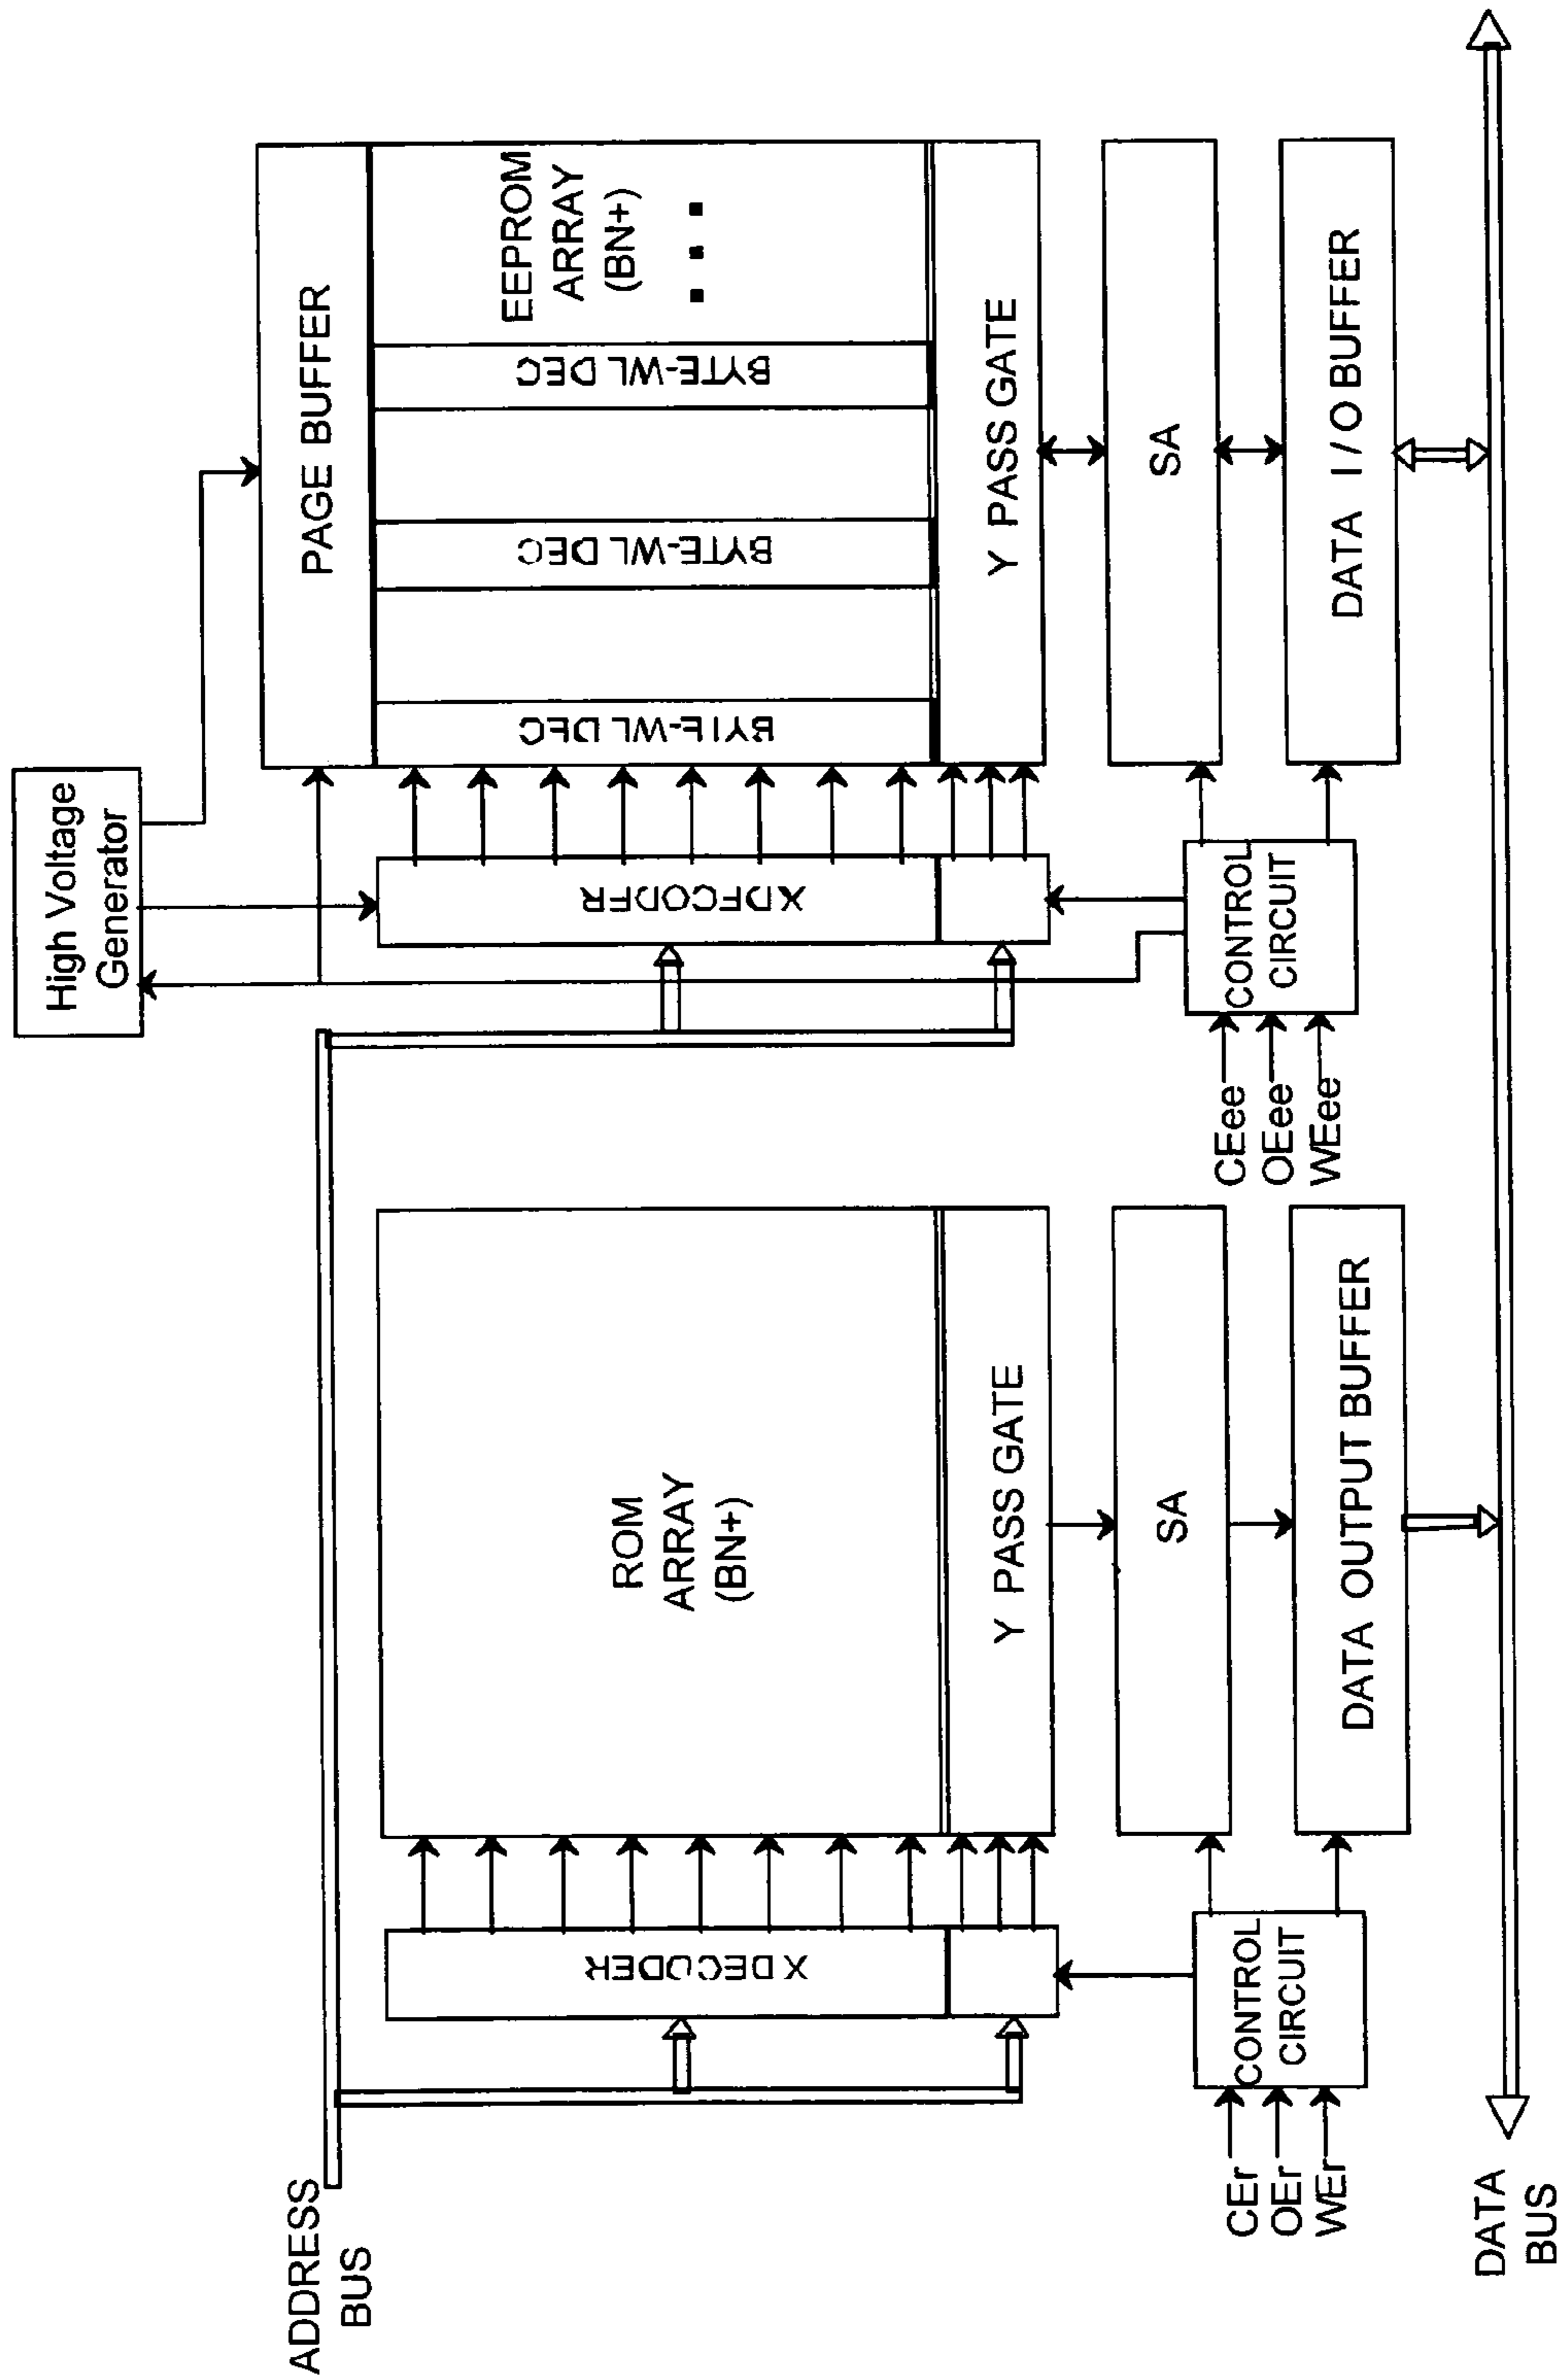 High Voltage
Generator
ADDRESS
BUS
X DECODER
ROM
ARRAY
(BN+)
Y PASS GATE
SA
DATA OUTPUT BUFFER
CONTROL
CIRCUIT
CEr
OEr
WEr
PAGE BUFFER
X DECODER
BYTE-WL DEC
BYTE-WL DEC
BYTE-WL DEC
EEPROM
ARRAY
(BN+)
Y PASS GATE
SA
DATA I / O BUFFER
CONTROL
CIRCUIT
CEee
OEee
WEee
DATA
BUS